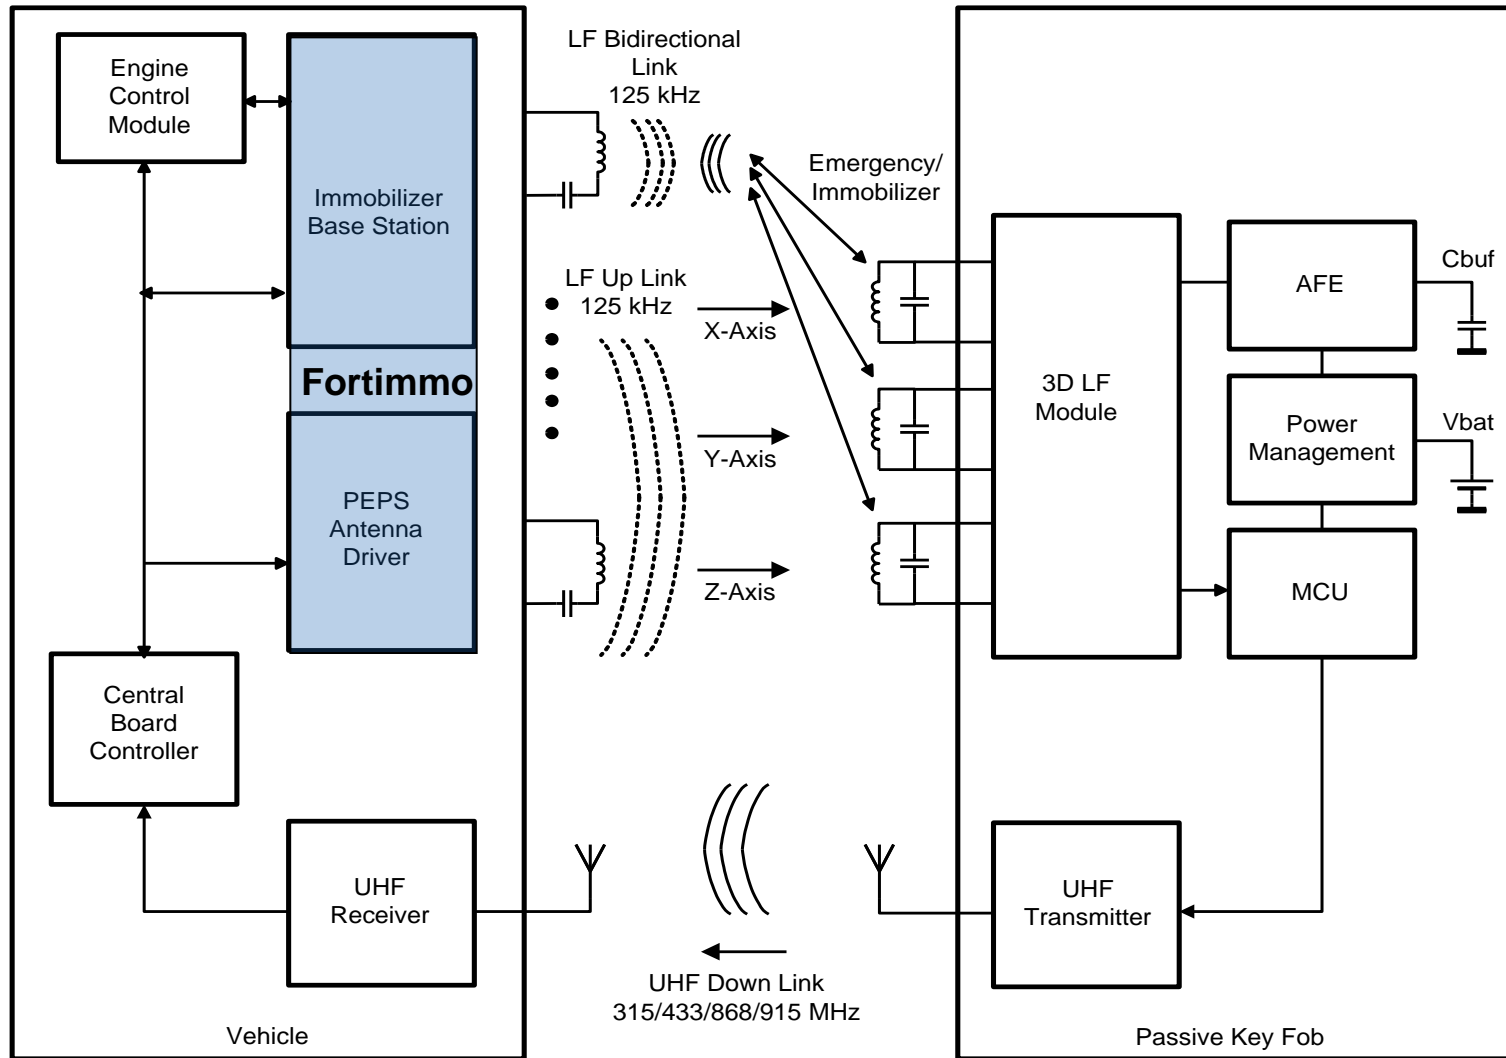 Engine
Control
Module
Immobilizer
Base Station
Fortimmo
PEPS
Antenna
Driver
Central
Board
Controller
UHF
Receiver
Vehicle
LF Bidirectional
Link
125 kHz
Emergency/
Immobilizer
LF Up Link
125 kHz
X-Axis
Y-Axis
Z-Axis
UHF Down Link
315/433/868/915 MHz
3D LF
Module
AFE
Cbuf
Power
Management
Vbat
MCU
UHF
Transmitter
Passive Key Fob